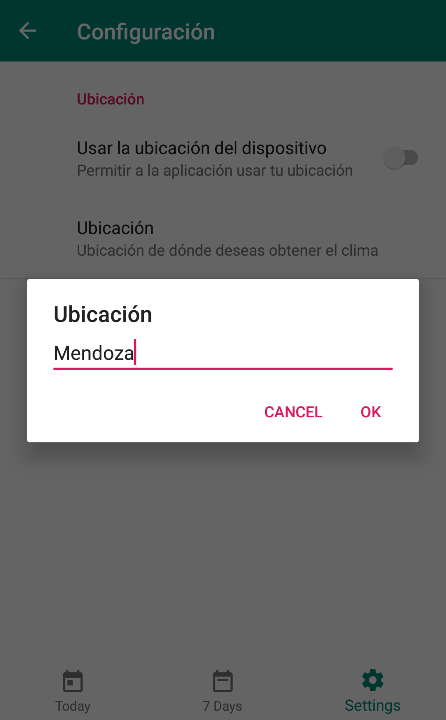 Configuración
Ubicación
Usar la ubicación del dispositivo
Permitir a la aplicación usar tu ubicación
Ubicación
Ubicación de dónde deseas obtener el clima
Ubicación
Mendoza
CANCEL OK
Today 7 Days Settings